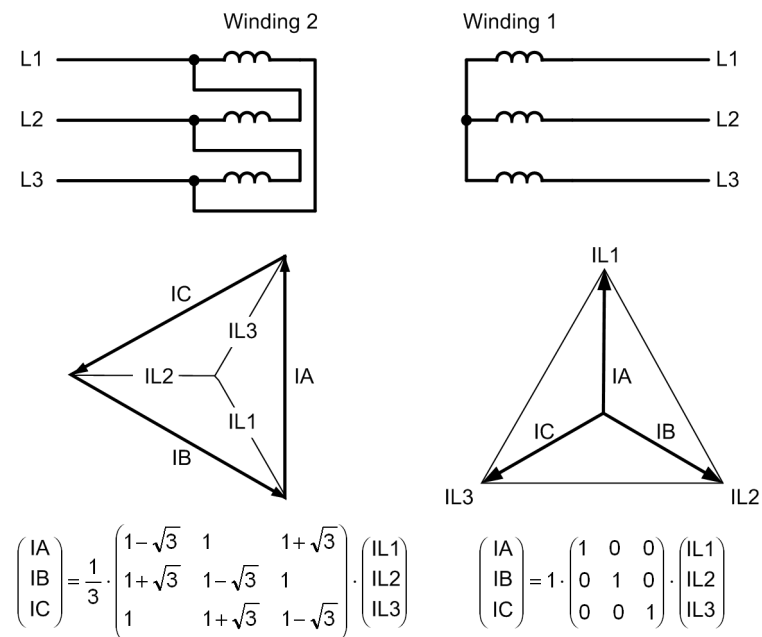 Winding 2 Winding 1
L1 L1
L2 L2
L3 L3
IL1
IC
IL3
IL2 IA IA
IL1 IC IB
IB
IL3 IL2
(IA IB IC) = 1/3 · (1−√3 1 1+√3; 1+√3 1−√3 1; 1 1+√3 1−√3) · (IL1 IL2 IL3)
(IA IB IC) = 1 · (1 0 0; 0 1 0; 0 0 1) · (IL1 IL2 IL3)